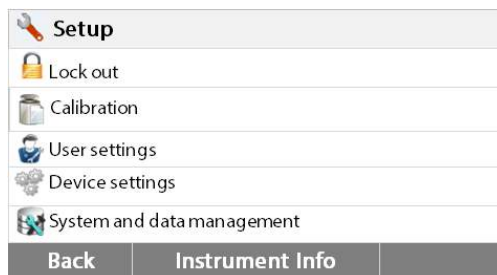 Setup
Lock out
Calibration
User settings
Device settings
System and data management
Back Instrument Info